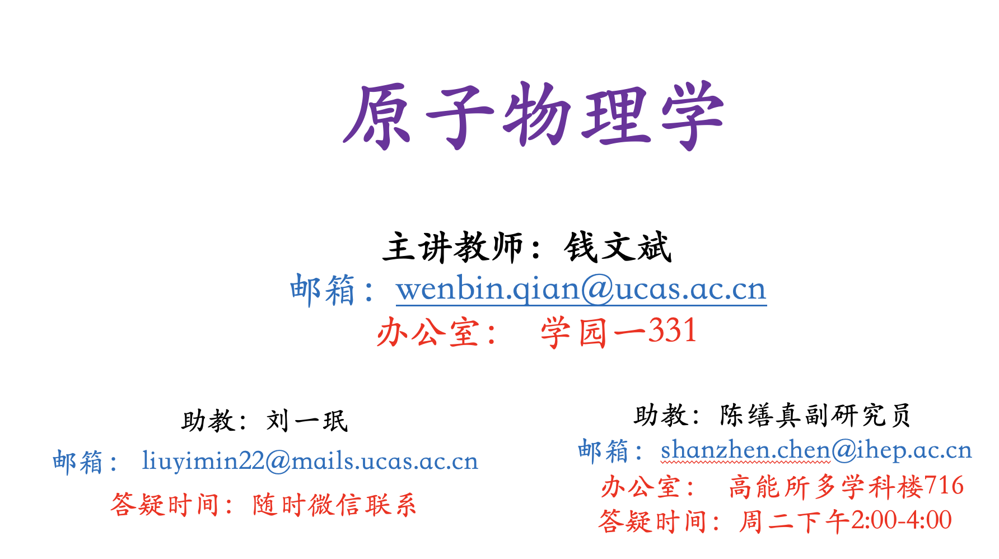 原子物理学
主讲教师：钱文斌
邮箱：wenbin.qian@ucas.ac.cn
办公室： 学园一331
助教：刘一珉
邮箱： liuyimin22@mails.ucas.ac.cn
答疑时间：随时微信联系
助教：陈缮真副研究员
邮箱：shanzhen.chen@ihep.ac.cn
办公室： 高能所多学科楼716
答疑时间：周二下午2:00-4:00